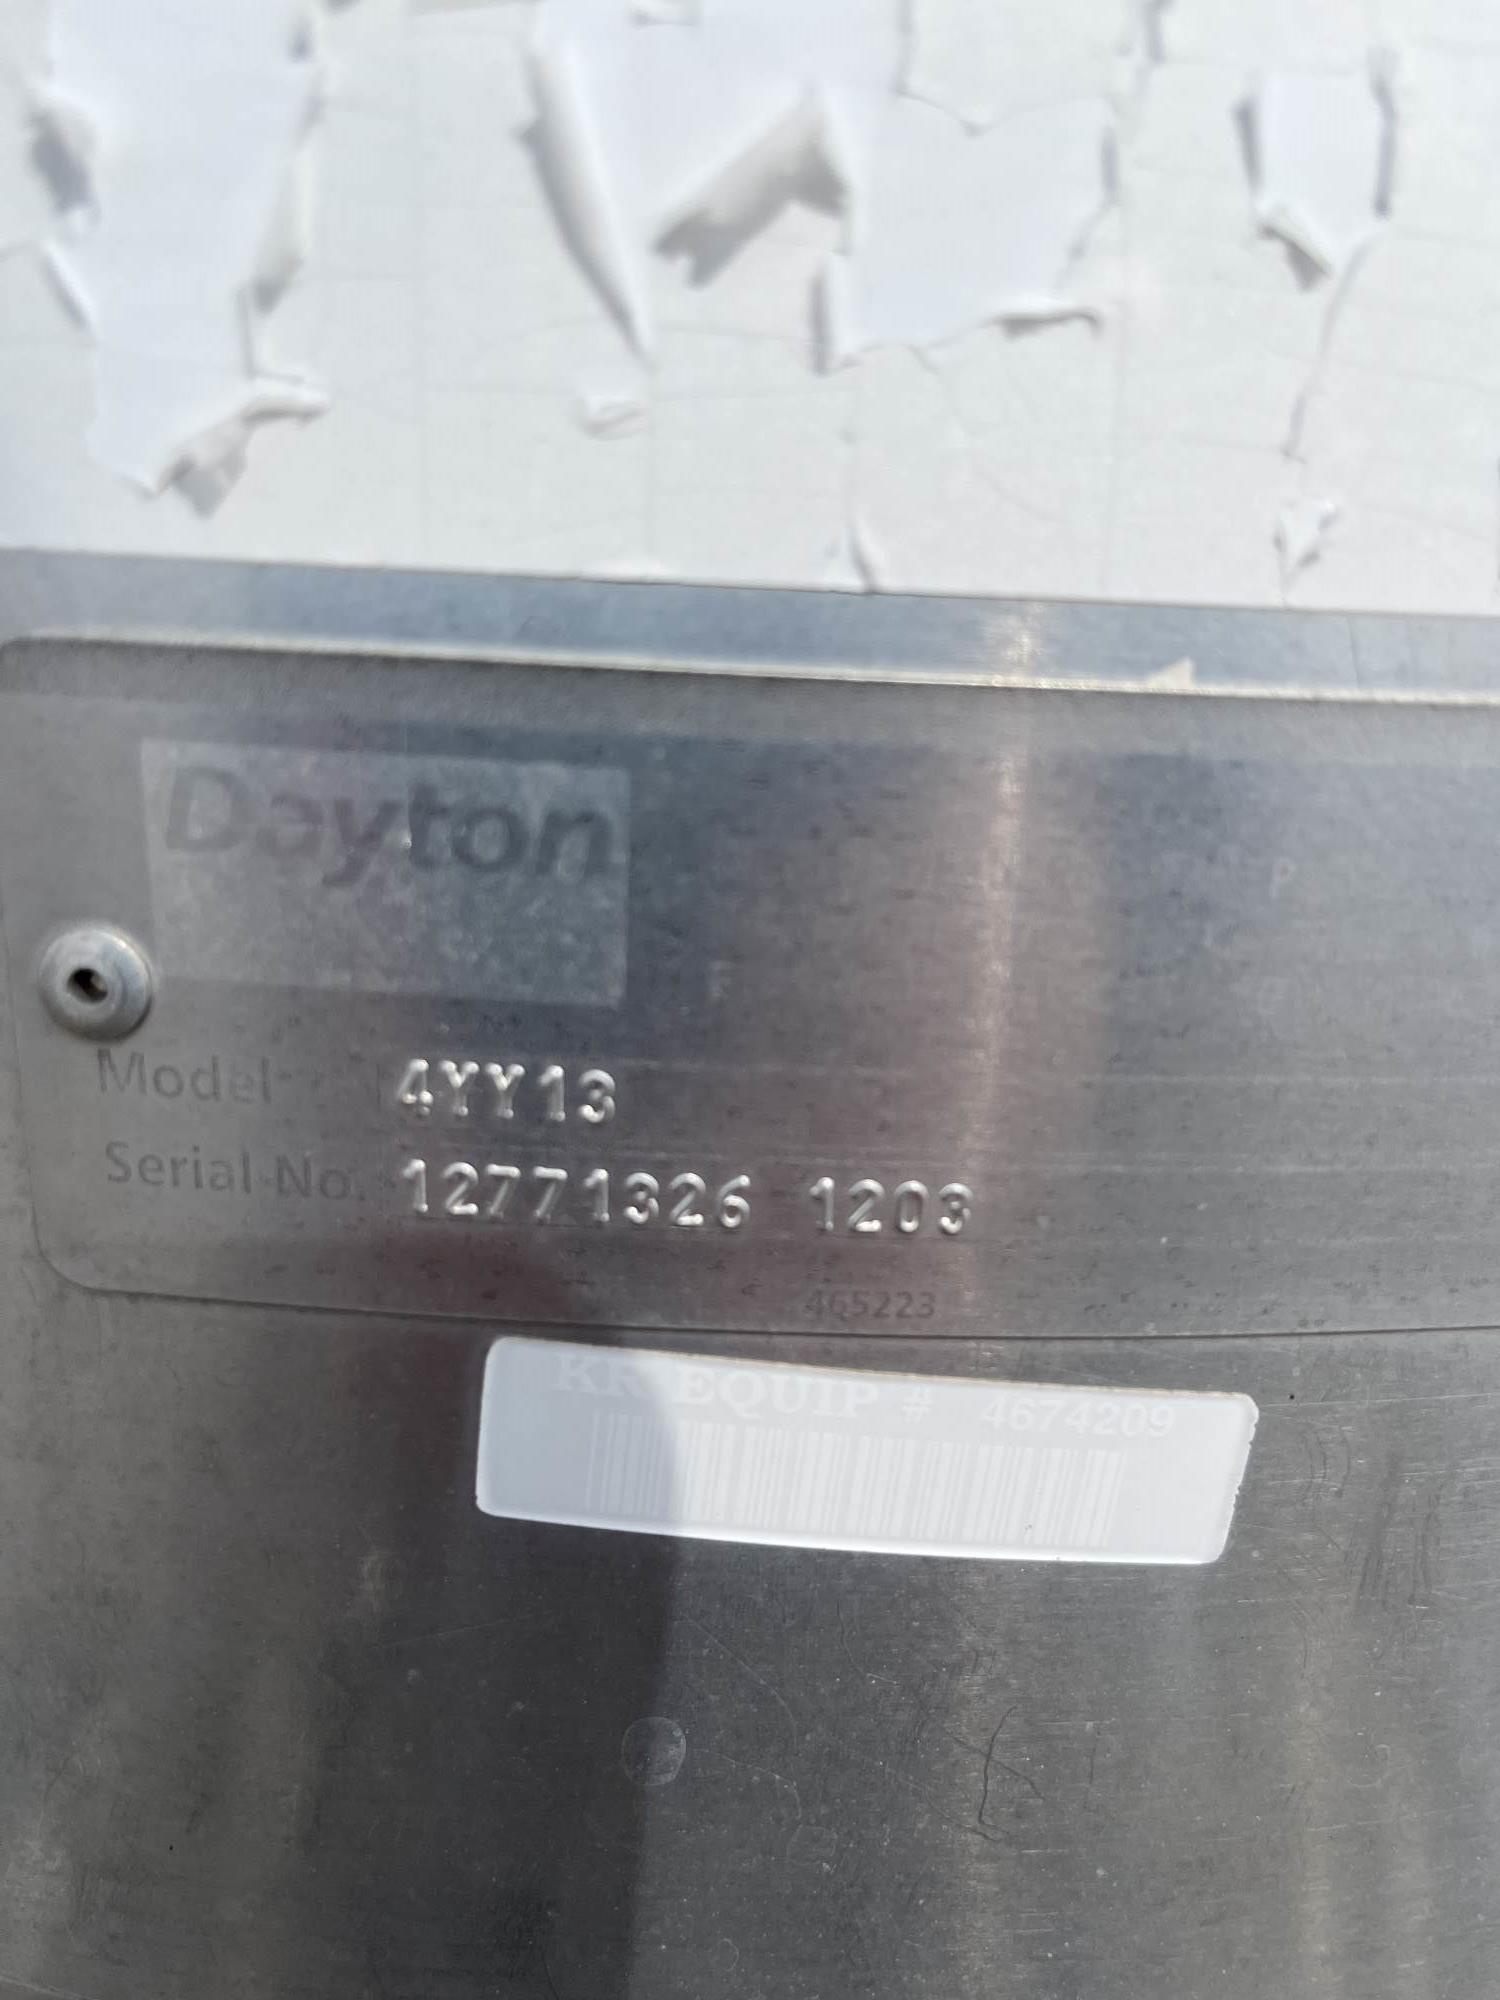 Dayton
Model 4YY13
Serial No. 12771326 1203
465223
KR EQUIP # 4674209